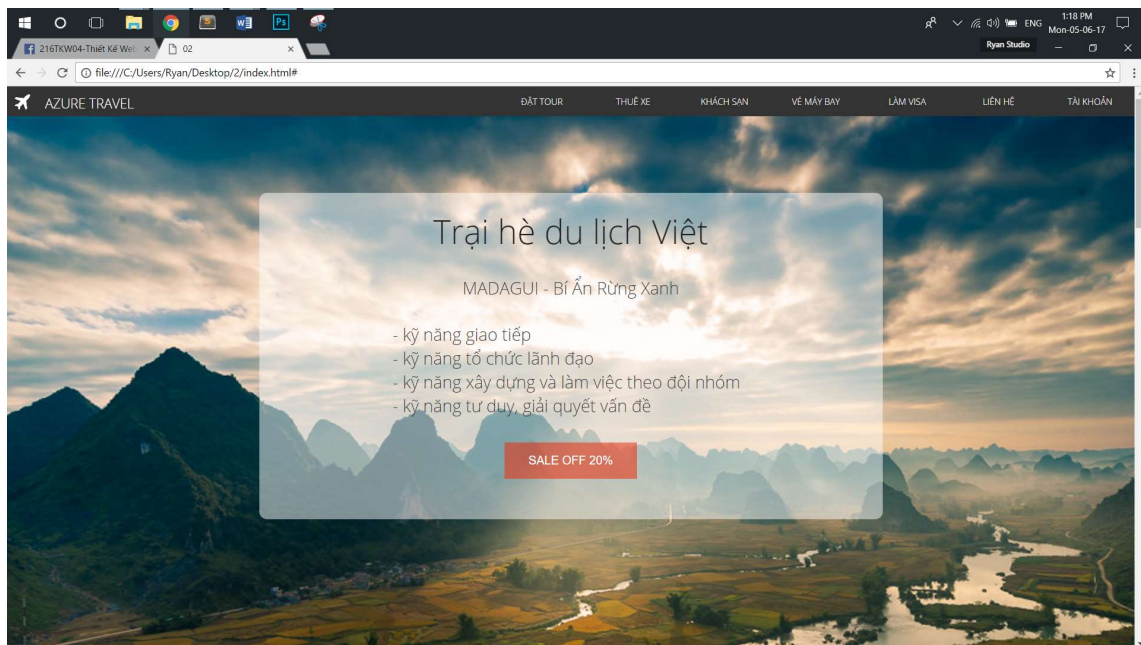 1:18 PM
ENG
Mon-05-06-17
Ryan Studio
216TKW04-Thiết Kế Web
02
file:///C:/Users/Ryan/Desktop/2/index.html#
AZURE TRAVEL ĐẶT TOUR THUÊ XE KHÁCH SẠN VÉ MÁY BAY LÀM VISA LIÊN HỆ TÀI KHOẢN
Trại hè du lịch Việt
MADAGUI - Bí Ẩn Rừng Xanh
- kỹ năng giao tiếp
- kỹ năng tổ chức lãnh đạo
- kỹ năng xây dựng và làm việc theo đội nhóm
- kỹ năng tư duy, giải quyết vấn đề
SALE OFF 20%